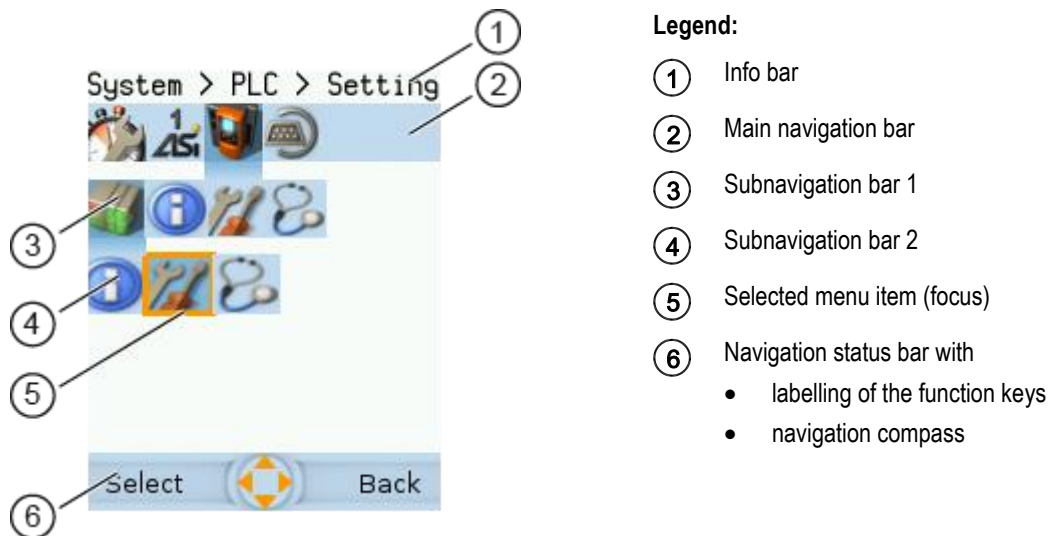 1
System > PLC > Setting
2
1
ASi
3
4
5
Select Back
6
Legend:
1 Info bar
2 Main navigation bar
3 Subnavigation bar 1
4 Subnavigation bar 2
5 Selected menu item (focus)
6 Navigation status bar with
• labelling of the function keys
• navigation compass